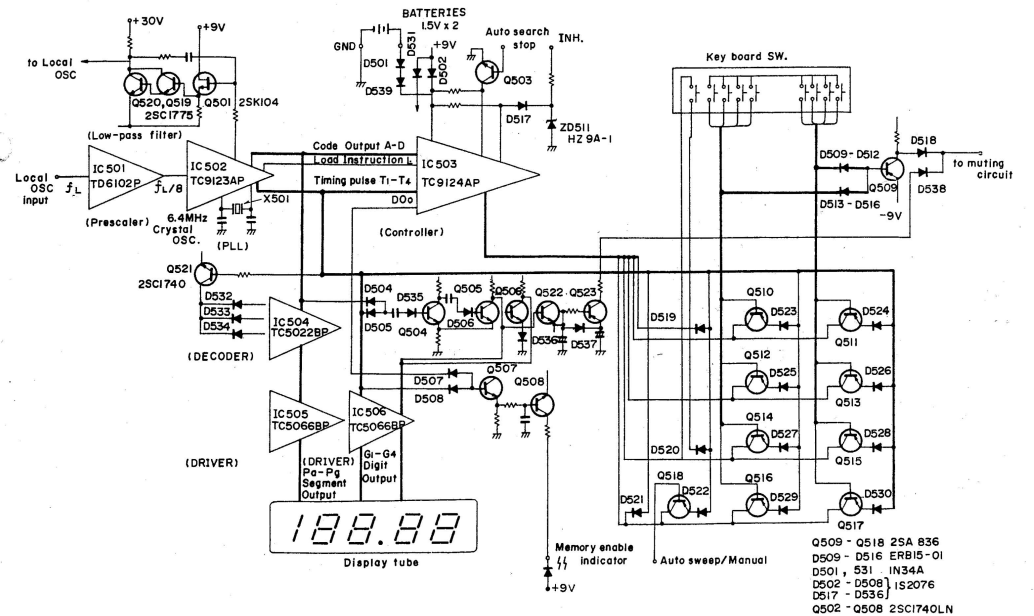 +30V
+9V
to Local
OSC
Q520, Q519
2SC1775
Q501
2SK104
(Low-pass filter)
BATTERIES
1.5V x 2
GND
D501
D539
D531
+9V
D502
Auto search
stop
Q503
INH.
D517
ZD511
HZ 9A-1
Key board SW.
D509-D512
D513-D516
Q509
-9V
D518
D538
to muting
circuit
Local
OSC
input
fL
IC501
TD6102P
(Prescaler)
fL/8
IC502
TC9123AP
(PLL)
6.4MHz
Crystal
OSC.
X501
Code Output A-D
Load Instruction L
Timing pulse T1-T4
DOo
IC503
TC9124AP
(Controller)
Q521
2SC1740
D532
D533
D534
IC504
TC5022BP
(DECODER)
D504
D505
D535
Q504
Q505
D506
Q506
Q522
Q523
D536
D537
D507
D508
Q507
Q508
IC505
TC5066BP
(DRIVER)
IC506
TC5066BP
(DRIVER)
Pa-Pg
Segment
Output
G1-G4
Digit
Output
188.88
Display tube
Memory enable
indicator
+9V
D519
D520
D521
Q518
D522
Auto sweep/Manual
Q510
D523
Q511
D524
Q512
D525
Q513
D526
Q514
D527
Q515
D528
Q516
D529
Q517
D530
Q509 - Q518 2SA 836
D509 - D516 ERB15-01
D501, 531 IN34A
D502 - D508
D517 - D536} IS2076
Q502 - Q508 2SC1740LN